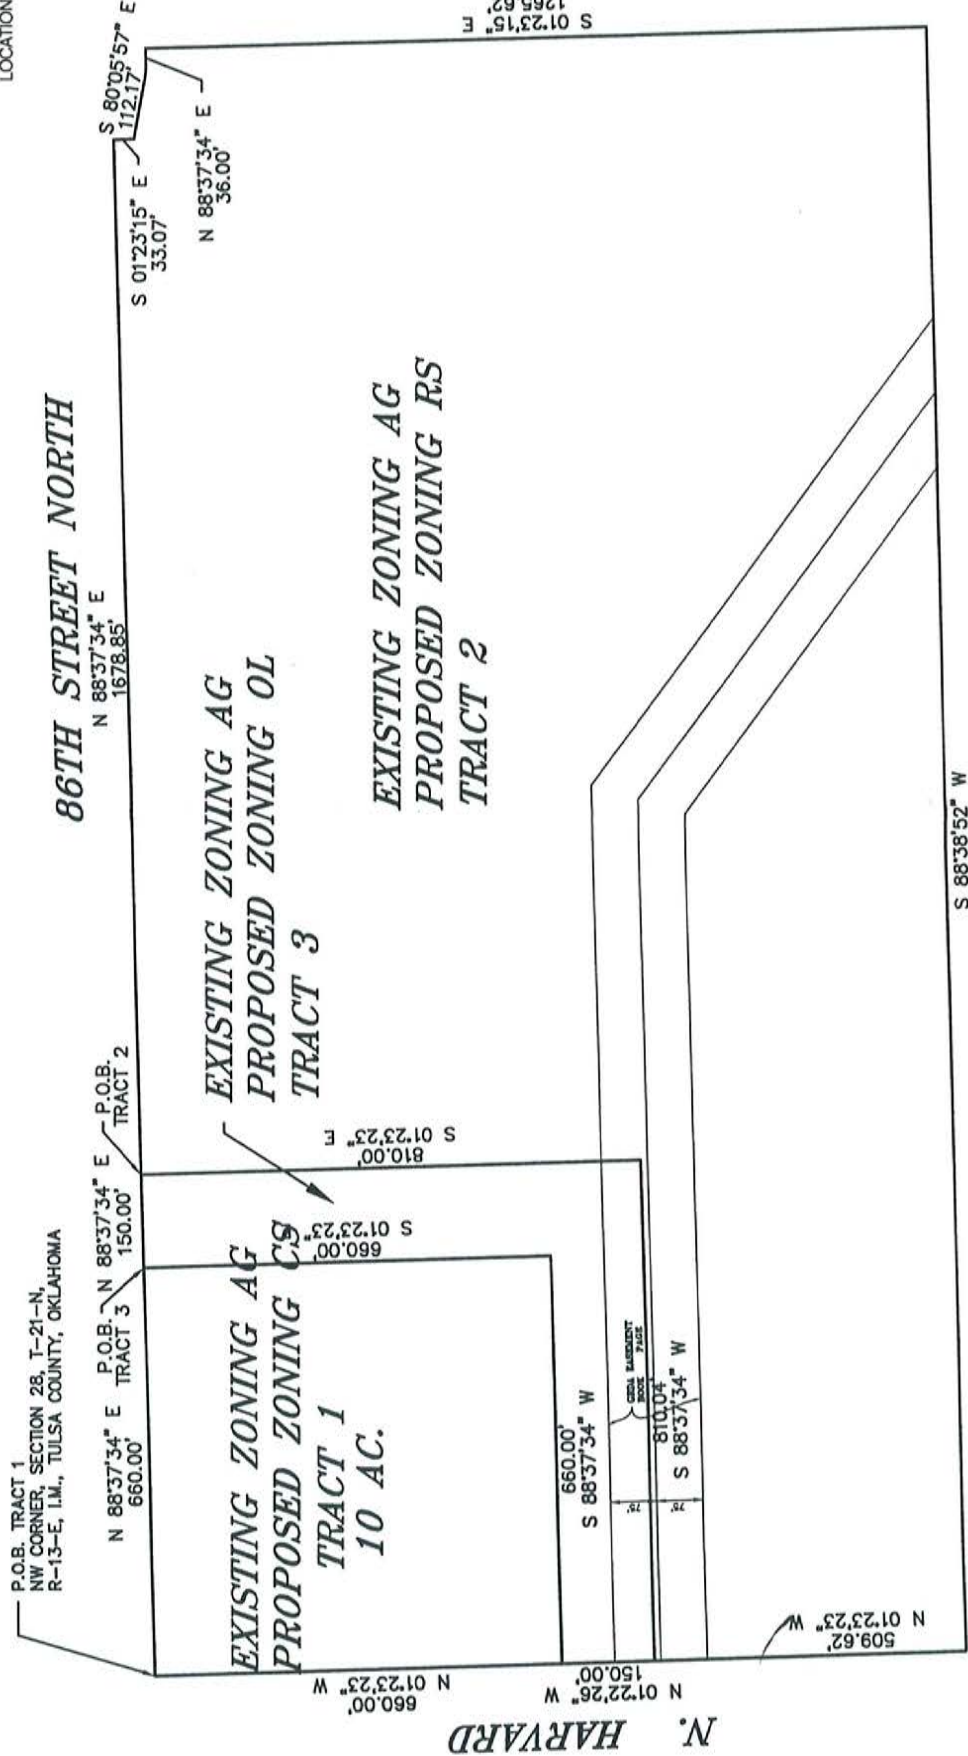 LOCATION
P.O.B. TRACT 1
NW CORNER, SECTION 28, T-21-N,
R-13-E, I.M., TULSA COUNTY, OKLAHOMA
N 88°37'34" E
660.00'
P.O.B.
TRACT 3
N 88°37'34" E
150.00'
P.O.B.
TRACT 2
86TH STREET NORTH
N 88°37'34" E
1678.85'
S 01°23'15" E
33.07'
S 80°05'57" E
112.17'
N 88°37'34" E
36.00'
S 01°23'15" E
1265.62'
EXISTING ZONING AG
PROPOSED ZONING CS
TRACT 1
10 AC.
S 01°23'23"
660.00'
S 01°23'23" E
810.00'
EXISTING ZONING AG
PROPOSED ZONING OL
TRACT 3
EXISTING ZONING AG
PROPOSED ZONING RS
TRACT 2
N 01°23'23" W
660.00'
660.00'
S 88°37'34" W
EASEMENT
BOOK PAGE
810.04
S 88°37'34" W
75'
75'
N 01°22'26" W
150.00'
N 01°23'23" W
509.62'
S 88°38'52" W
N. HARVARD